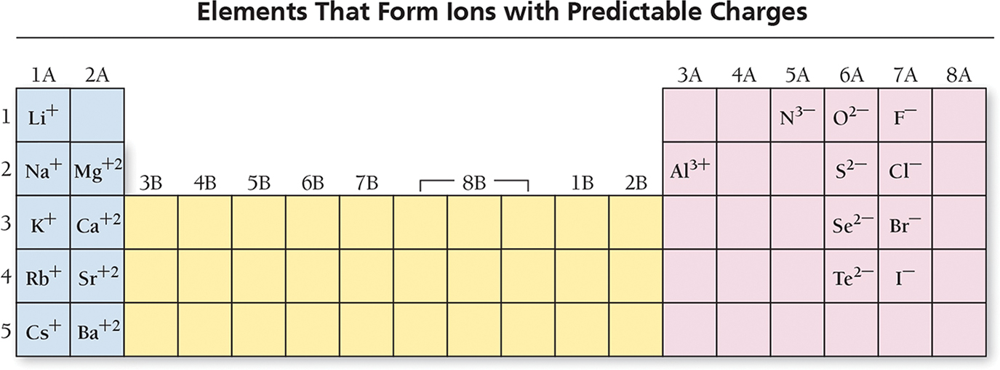 Elements That Form Ions with Predictable Charges
1A 2A 3A 4A 5A 6A 7A 8A
1 Li⁺ N³⁻ O²⁻ F⁻
2 Na⁺ Mg⁺² 3B 4B 5B 6B 7B 8B 1B 2B Al³⁺ S²⁻ Cl⁻
3 K⁺ Ca⁺² Se²⁻ Br⁻
4 Rb⁺ Sr⁺² Te²⁻ I⁻
5 Cs⁺ Ba⁺²